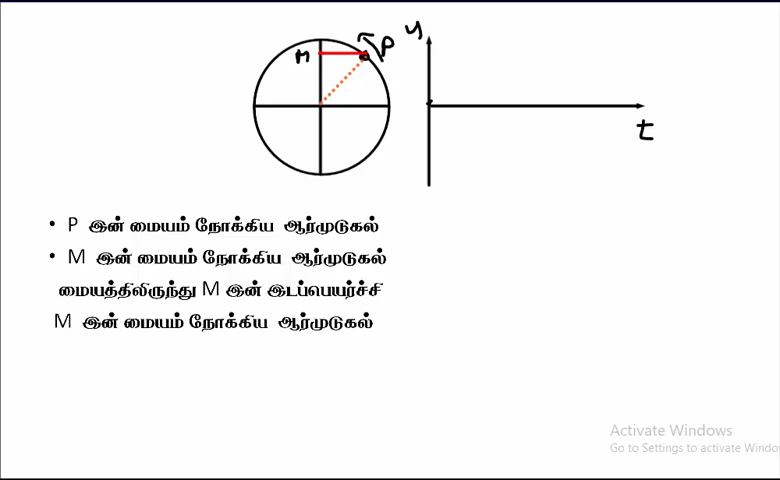 M
P
y
t
• P இன் மையம் நோக்கிய ஆர்முடுகல்
• M இன் மையம் நோக்கிய ஆர்முடுகல்
மையத்திலிருந்து M இன் இடப்பெயர்ச்சி
M இன் மையம் நோக்கிய ஆர்முடுகல்
Activate Windows
Go to Settings to activate Windo